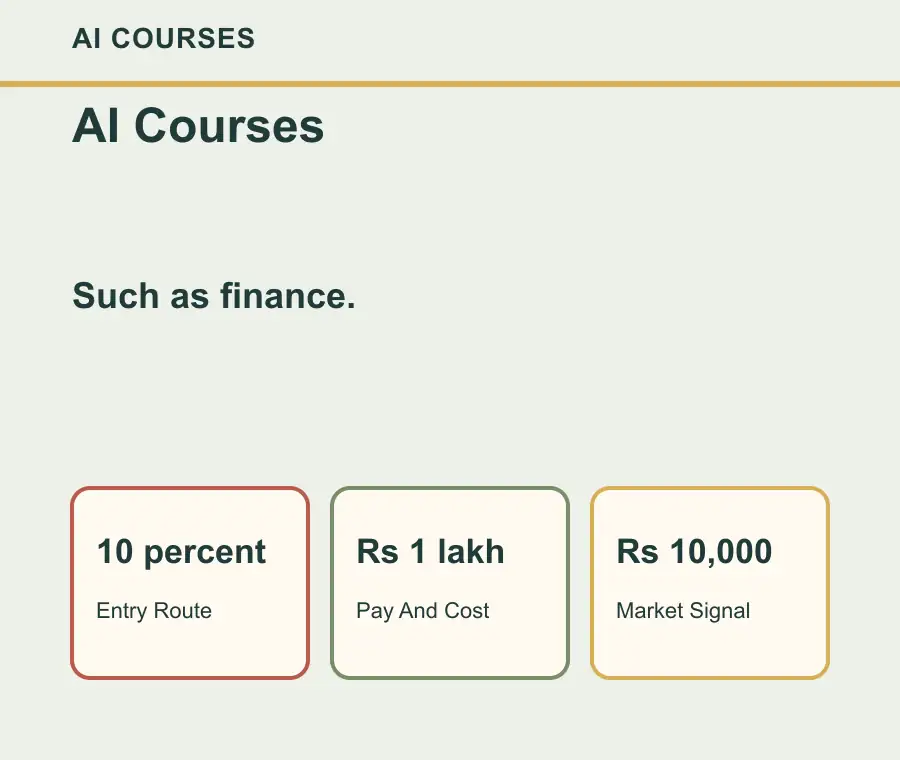 AI COURSES
AI Courses
Such as finance.
10 percent
Entry Route
Rs 1 lakh
Pay And Cost
Rs 10,000
Market Signal